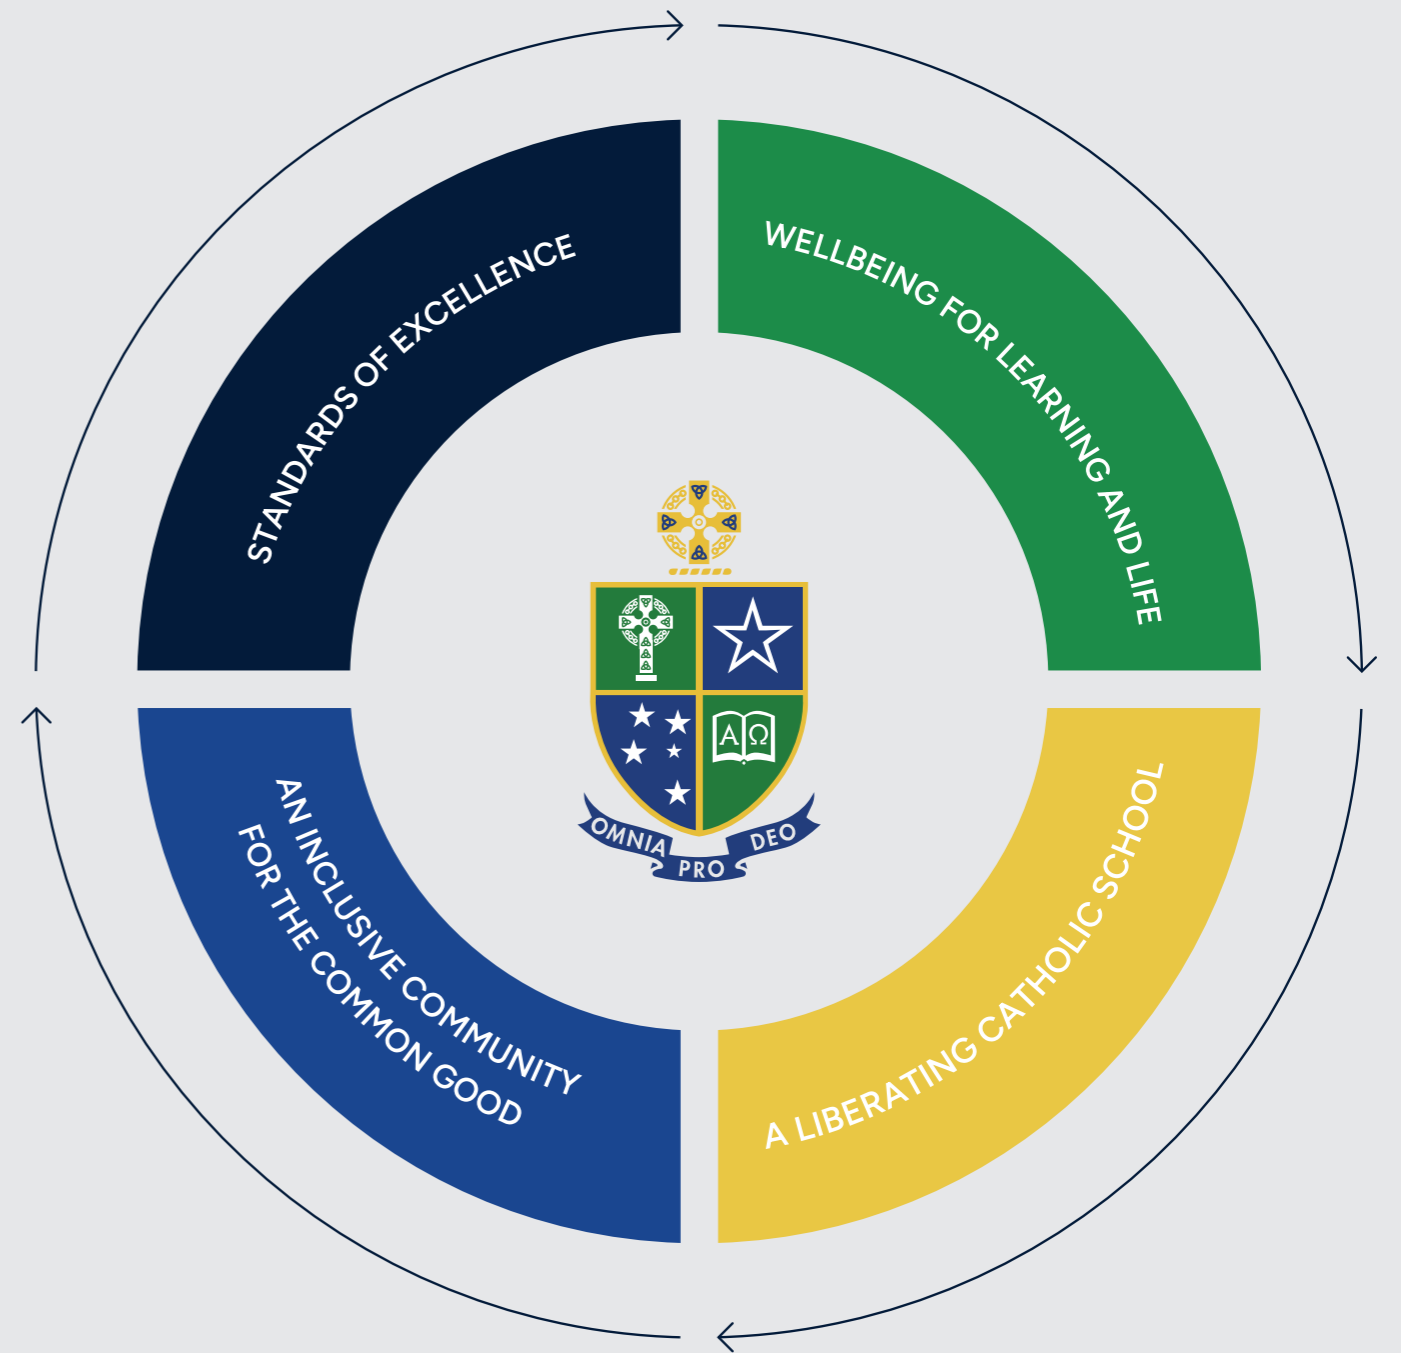 STANDARDS OF EXCELLENCE
WELLBEING FOR LEARNING AND LIFE
A LIBERATING CATHOLIC SCHOOL
AN INCLUSIVE COMMUNITY
FOR THE COMMON GOOD
Α Ω
OMNIA PRO DEO